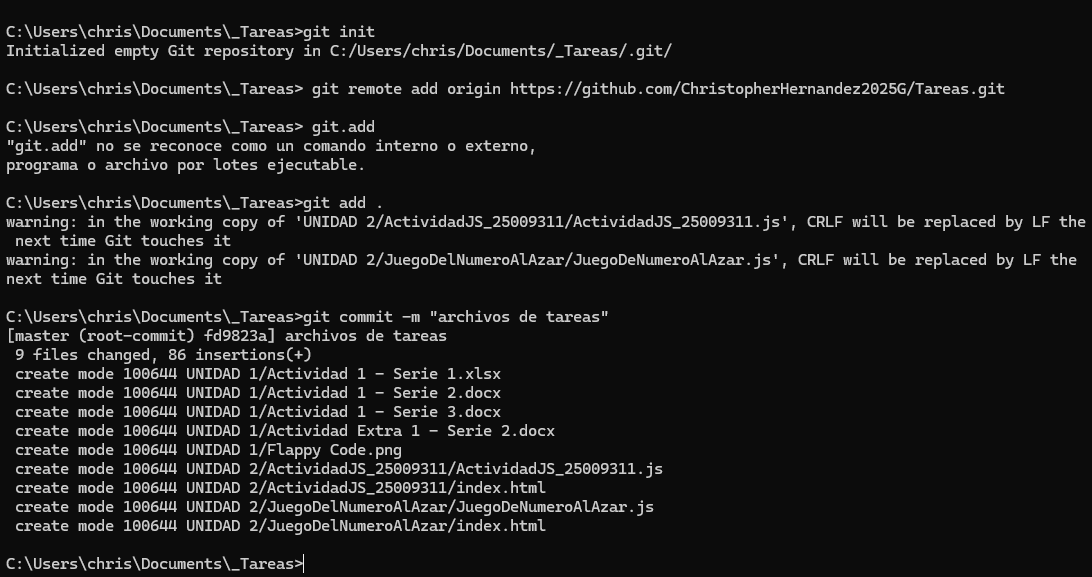 C:\Users\chris\Documents\_Tareas>git init
Initialized empty Git repository in C:/Users/chris/Documents/_Tareas/.git/
C:\Users\chris\Documents\_Tareas> git remote add origin https://github.com/ChristopherHernandez2025G/Tareas.git
C:\Users\chris\Documents\_Tareas> git.add
"git.add" no se reconoce como un comando interno o externo,
programa o archivo por lotes ejecutable.
C:\Users\chris\Documents\_Tareas>git add .
warning: in the working copy of 'UNIDAD 2/ActividadJS_25009311/ActividadJS_25009311.js', CRLF will be replaced by LF the
 next time Git touches it
warning: in the working copy of 'UNIDAD 2/JuegoDelNumeroAlAzar/JuegoDeNumeroAlAzar.js', CRLF will be replaced by LF the
next time Git touches it
C:\Users\chris\Documents\_Tareas>git commit -m "archivos de tareas"
[master (root-commit) fd9823a] archivos de tareas
 9 files changed, 86 insertions(+)
 create mode 100644 UNIDAD 1/Actividad 1 - Serie 1.xlsx
 create mode 100644 UNIDAD 1/Actividad 1 - Serie 2.docx
 create mode 100644 UNIDAD 1/Actividad 1 - Serie 3.docx
 create mode 100644 UNIDAD 1/Actividad Extra 1 - Serie 2.docx
 create mode 100644 UNIDAD 1/Flappy Code.png
 create mode 100644 UNIDAD 2/ActividadJS_25009311/ActividadJS_25009311.js
 create mode 100644 UNIDAD 2/ActividadJS_25009311/index.html
 create mode 100644 UNIDAD 2/JuegoDelNumeroAlAzar/JuegoDeNumeroAlAzar.js
 create mode 100644 UNIDAD 2/JuegoDelNumeroAlAzar/index.html
C:\Users\chris\Documents\_Tareas>